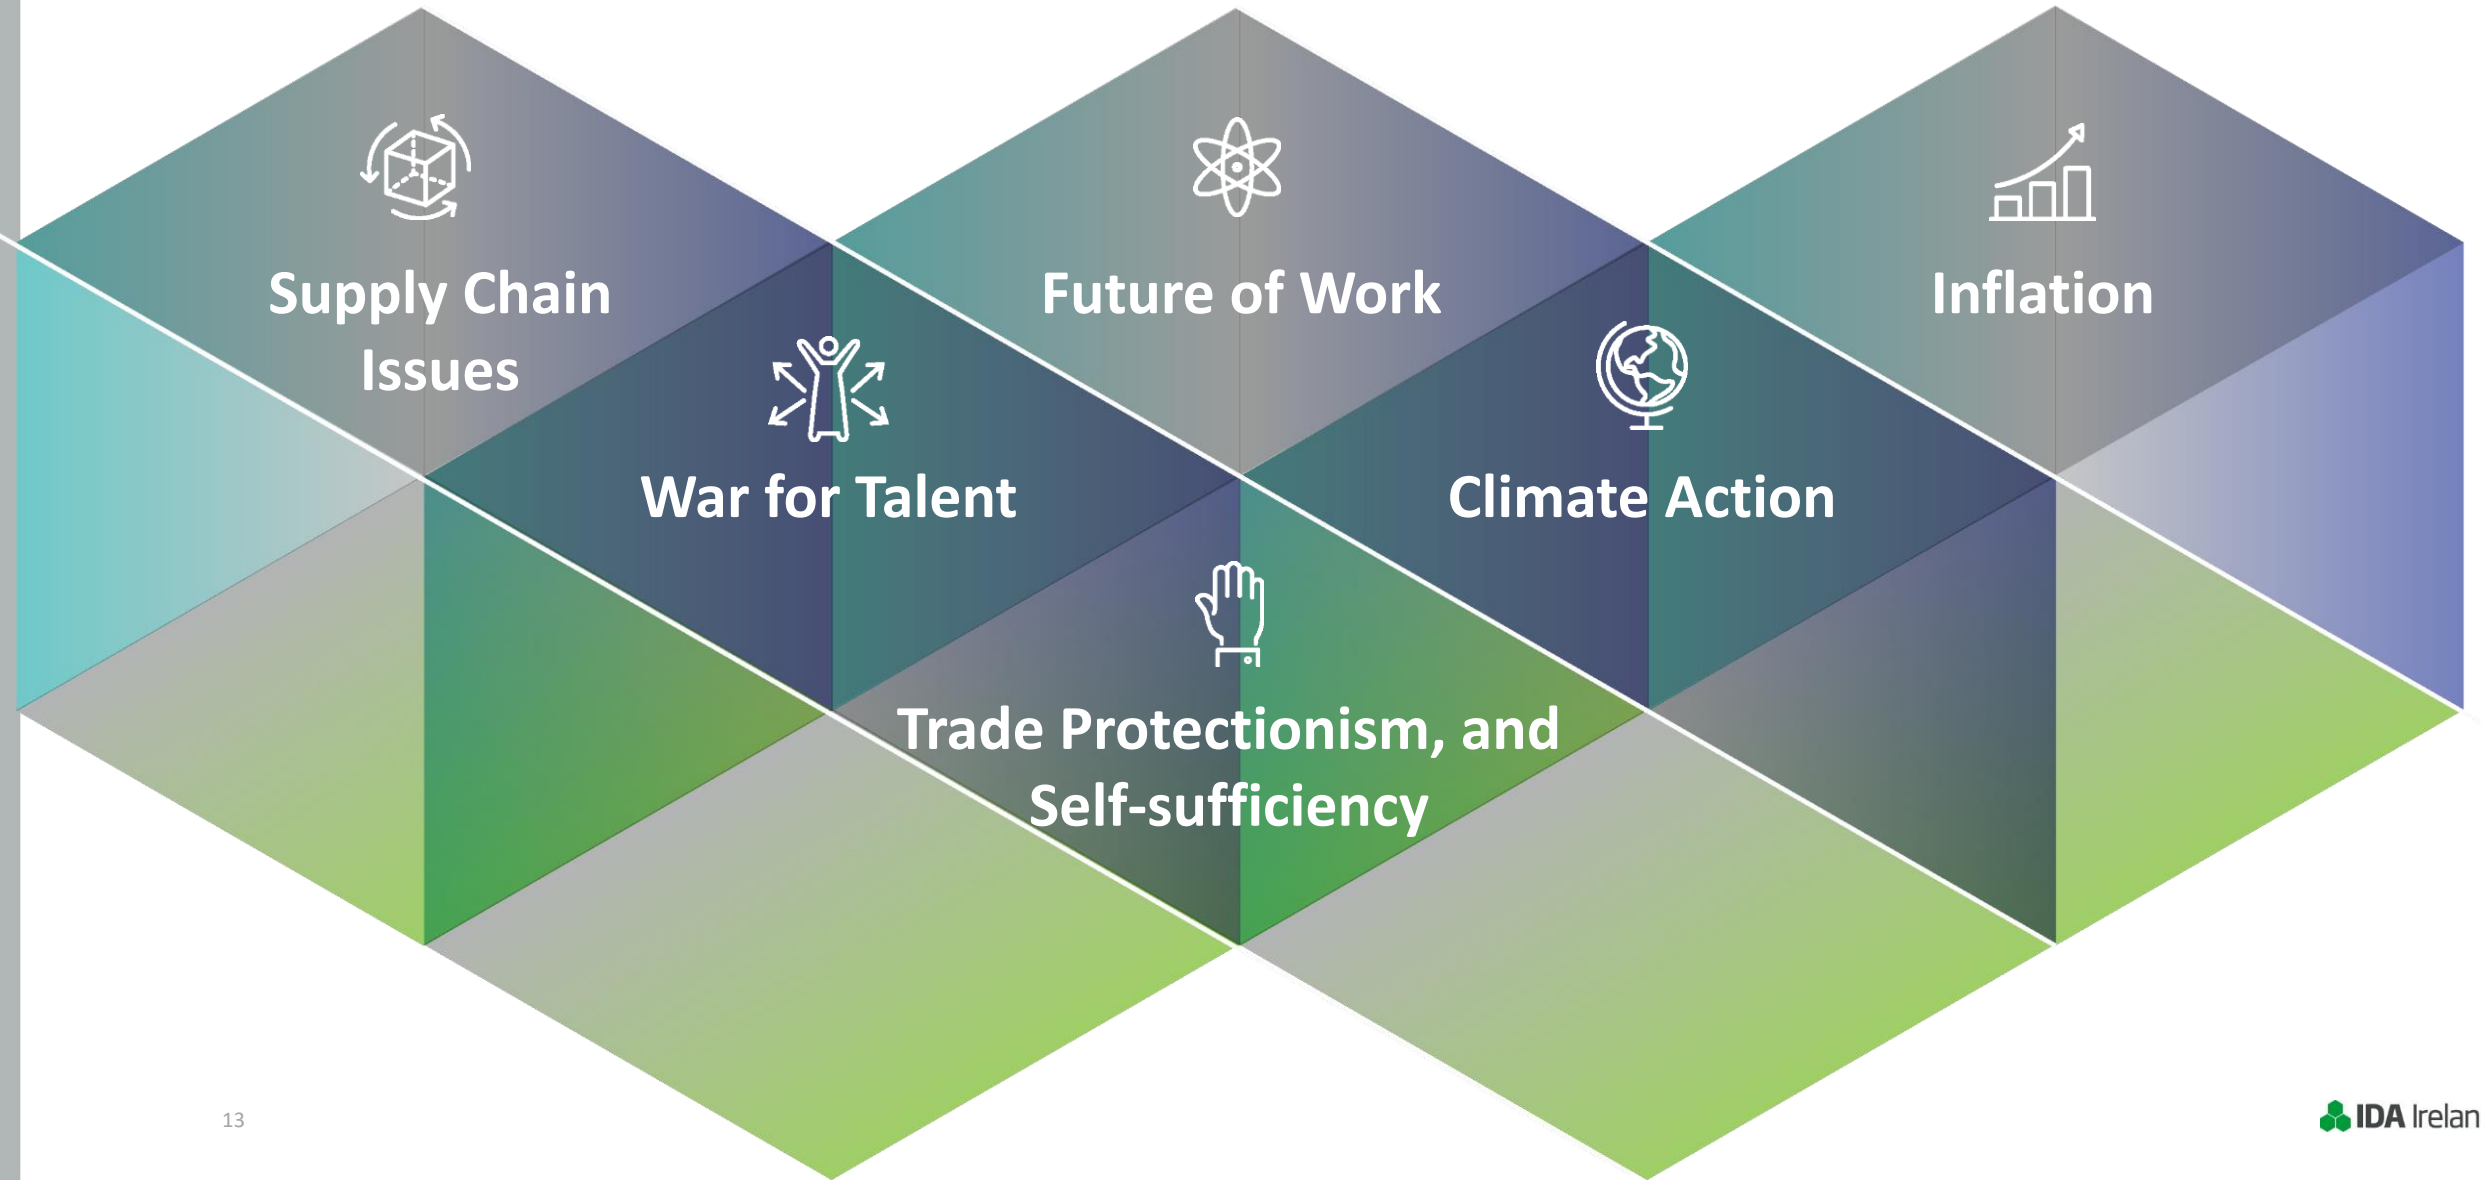 Supply Chain
Issues
Future of Work
Inflation
War for Talent
Climate Action
Trade Protectionism, and
Self-sufficiency
13
IDA Irelan